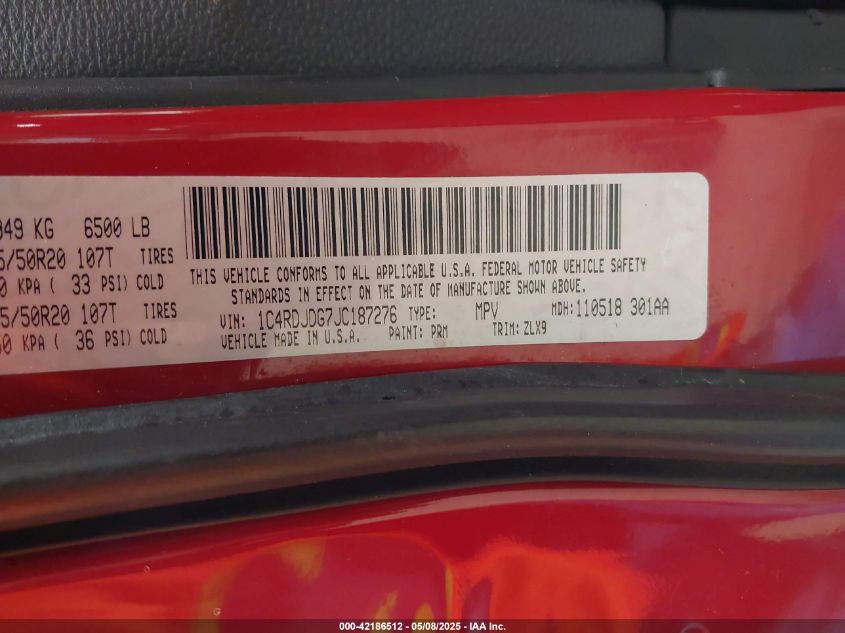 949 KG 6500 LB
5/50R20 107T TIRES
0 KPA ( 33 PSI) COLD
5/50R20 107T TIRES
50 KPA ( 36 PSI) COLD
THIS VEHICLE CONFORMS TO ALL APPLICABLE U.S.A. FEDERAL MOTOR VEHICLE SAFETY
STANDARDS IN EFFECT ON THE DATE OF MANUFACTURE SHOWN ABOVE.
VIN: 1C4RDJDG7JC187276 TYPE: MPV MDH:110518 301AA
VEHICLE MADE IN U.S.A. PAINT: PRM TRIM: ZLX9
000-42186512 - 05/08/2025 - IAA Inc.